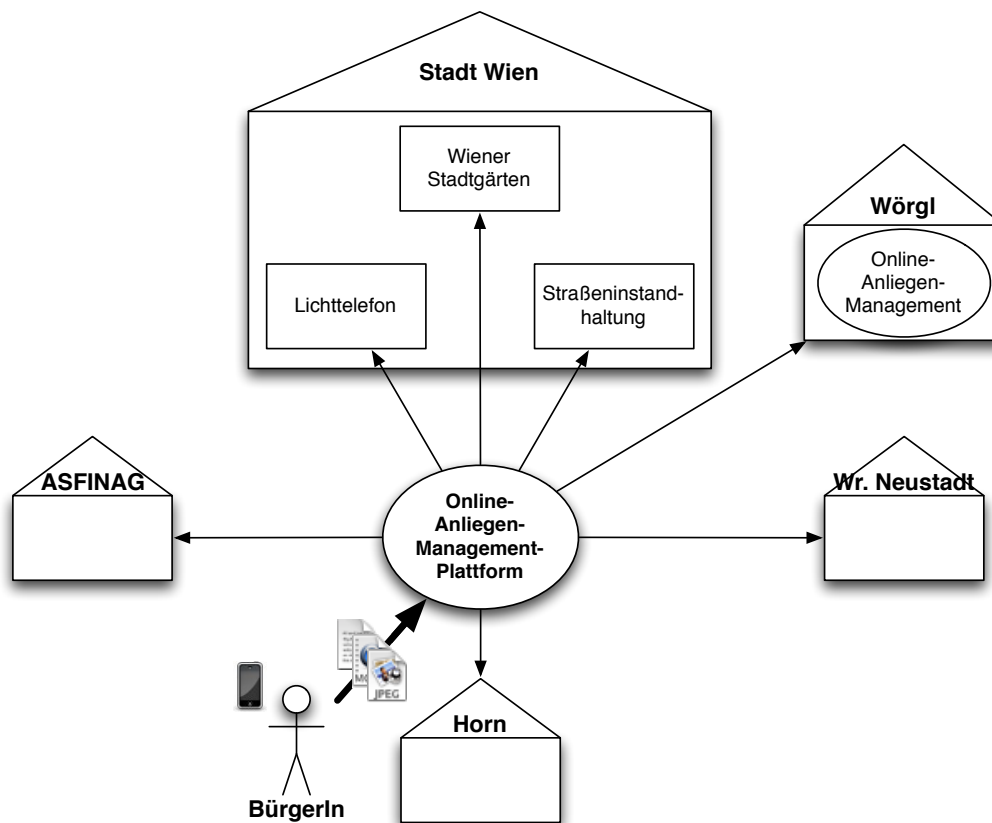 Stadt Wien
Wiener
Stadtgärten
Wörgl
Online-
Anliegen-
Management
Lichttelefon
Straßeninstand-
haltung
ASFINAG
Online-
Anliegen-
Management-
Plattform
Wr. Neustadt
JPEG
Horn
BürgerIn